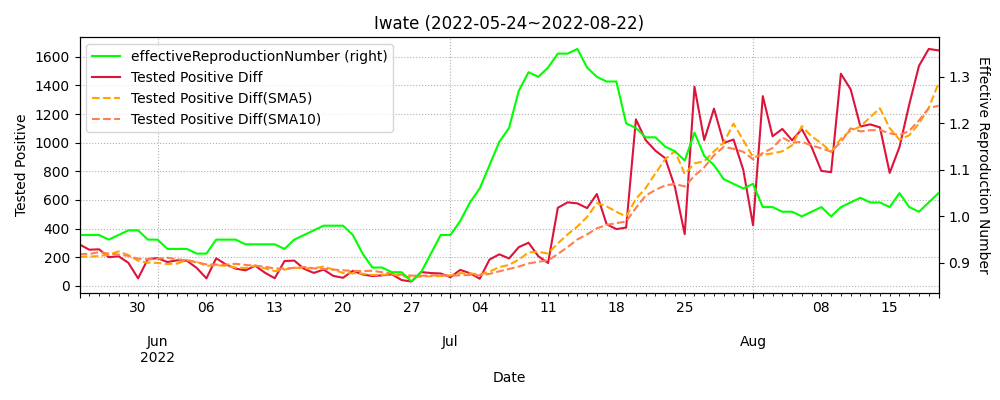 Iwate (2022-05-24~2022-08-22)
effectiveReproductionNumber (right)
Tested Positive Diff
Tested Positive Diff(SMA5)
Tested Positive Diff(SMA10)
Tested Positive
1600
1400
1200
1000
800
600
400
200
0
1.3
1.2
1.1
1.0
0.9
Effective Reproduction Number
30 06 13 20 27 04 11 18 25 08 15
Jun Jul Aug
2022
Date